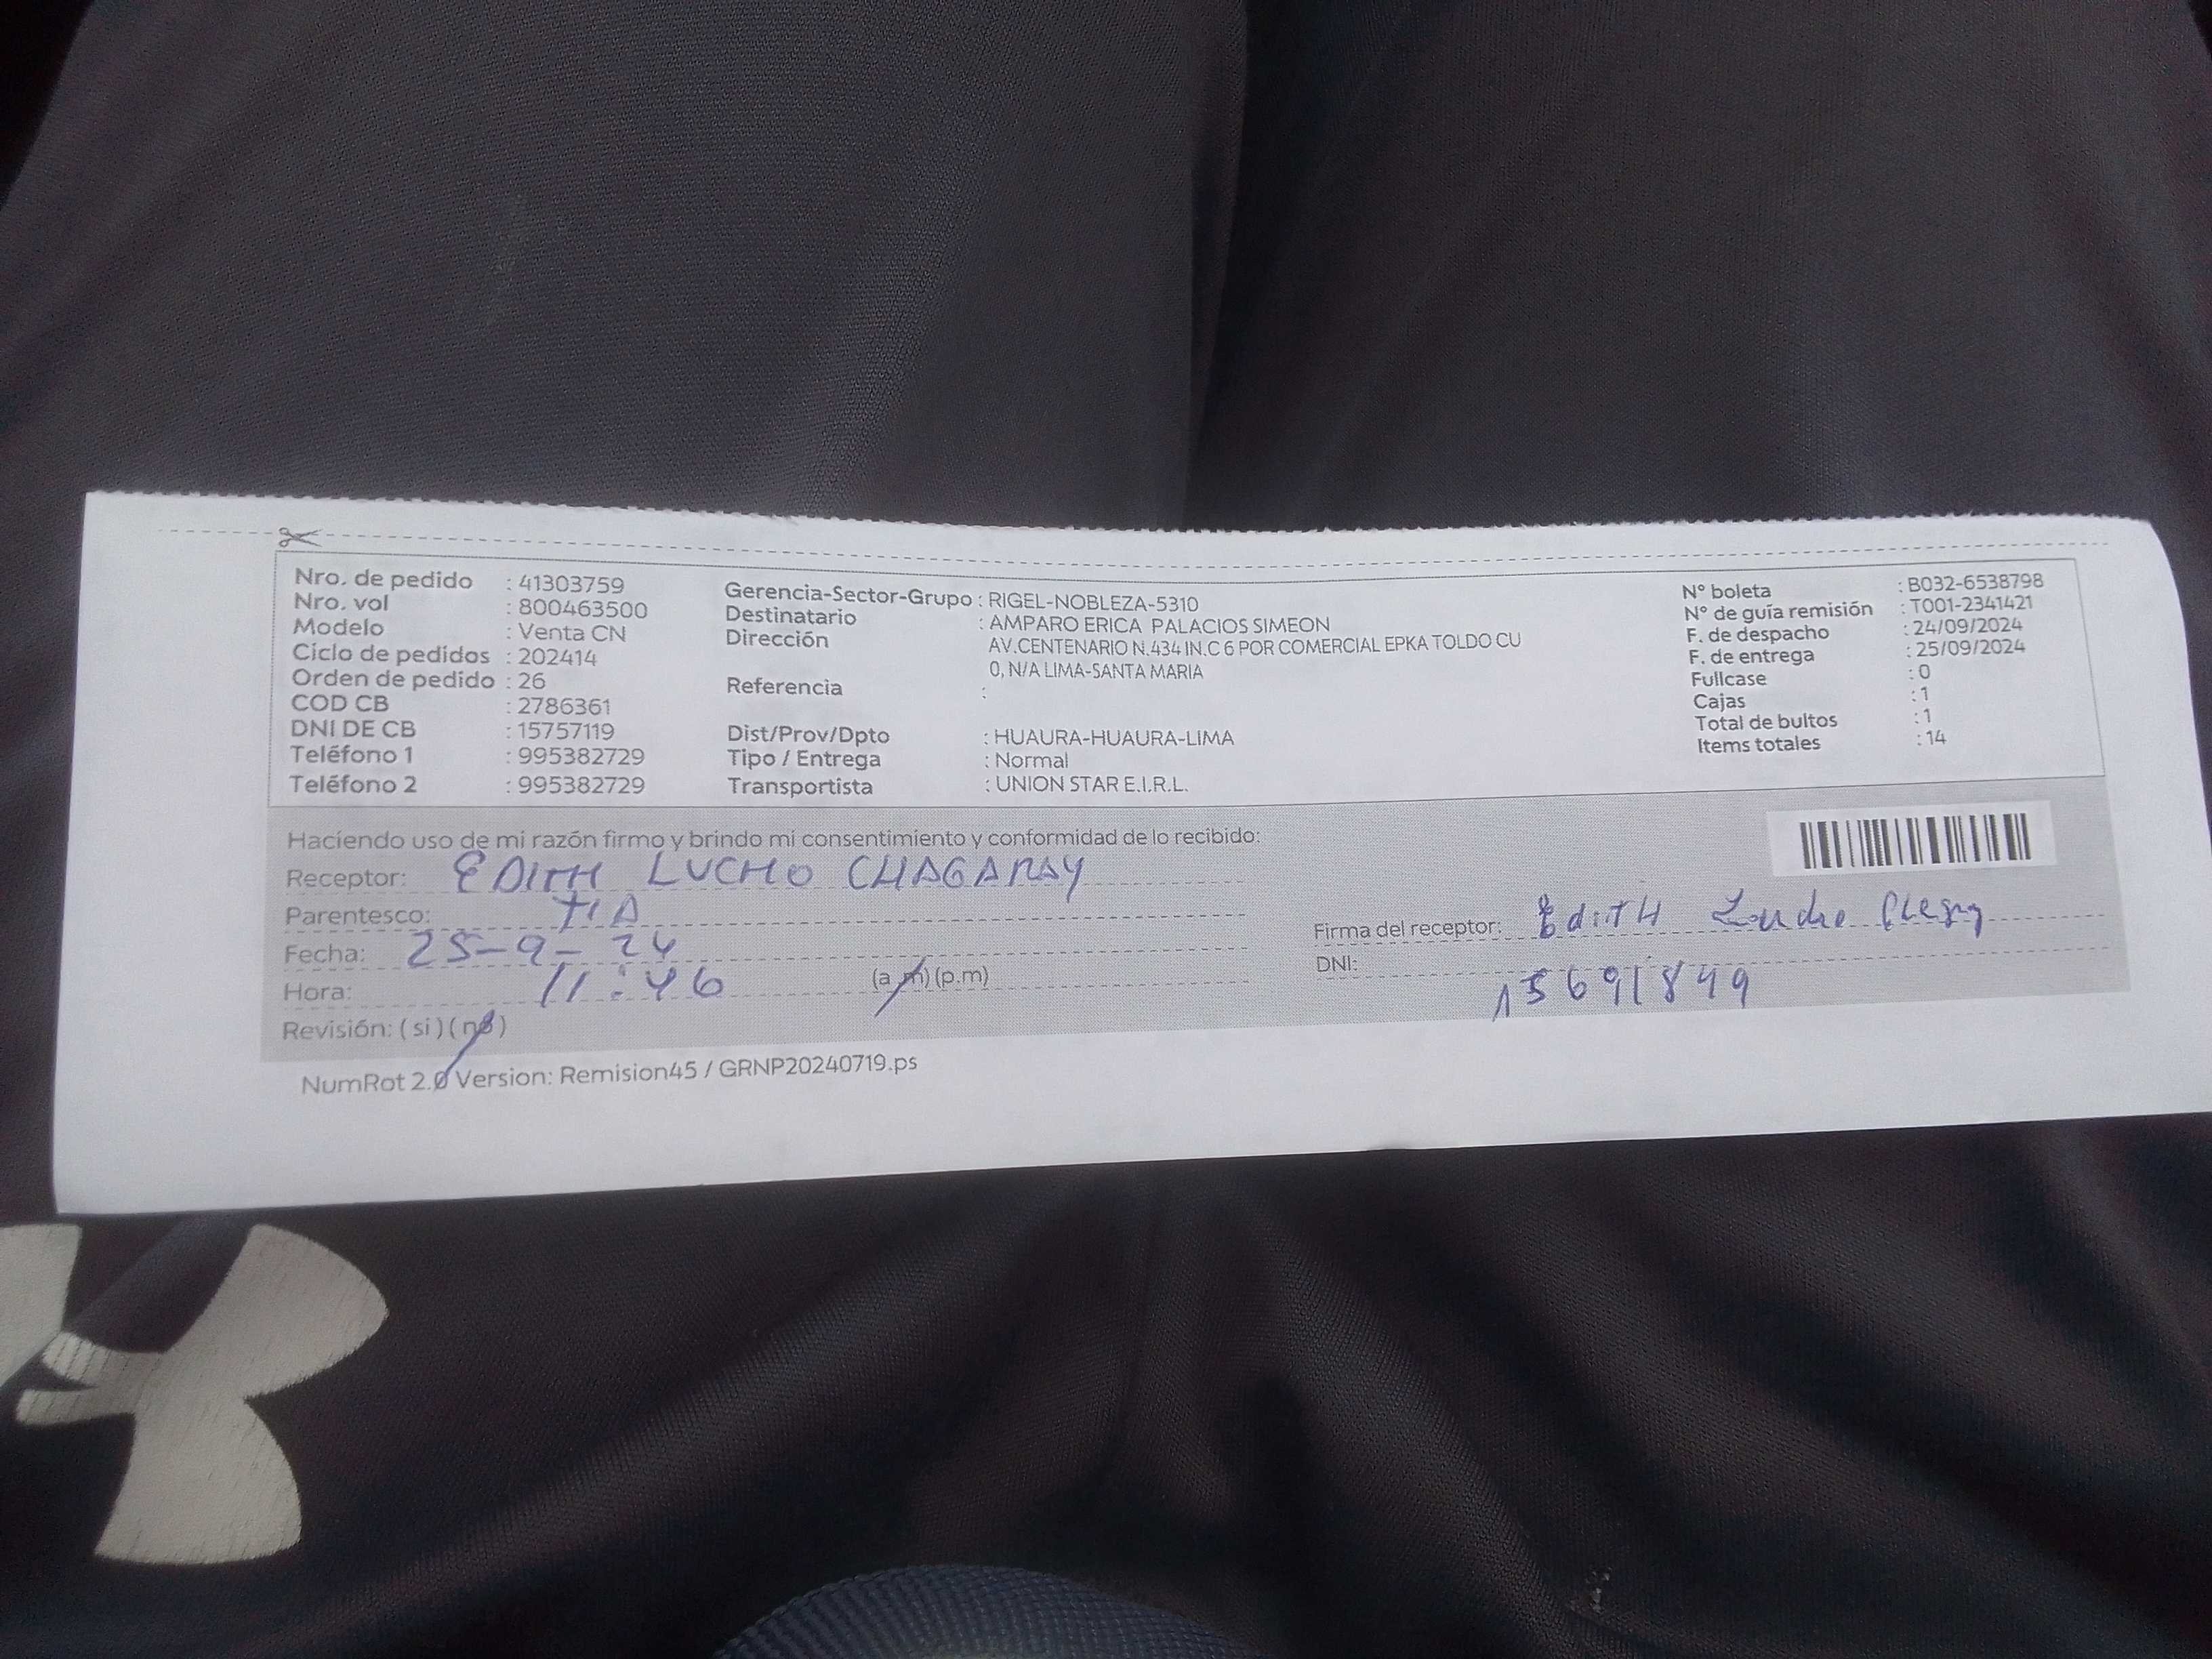 Nro. de pedido : 41303759
Nro. vol : 800463500
Modelo : Venta CN
Ciclo de pedidos : 202414
Orden de pedido : 26
COD CB : 2786361
DNI DE CB : 15757119
Teléfono 1 : 995382729
Teléfono 2 : 995382729
Gerencia-Sector-Grupo : RIGEL-NOBLEZA-5310
Destinatario : AMPARO ERICA PALACIOS SIMEON
Dirección AV.CENTENARIO N.434 IN.C 6 POR COMERCIAL EPKA TOLDO CU
0, N/A LIMA-SANTA MARIA
Referencia :
Dist/Prov/Dpto : HUAURA-HUAURA-LIMA
Tipo / Entrega : Normal
Transportista : UNION STAR E.I.R.L.
N° boleta : B032-6538798
N° de guía remisión : T001-2341421
F. de despacho : 24/09/2024
F. de entrega : 25/09/2024
Fullcase : 0
Cajas : 1
Total de bultos : 1
Items totales : 14
Haciendo uso de mi razón firmo y brindo mi consentimiento y conformidad de lo recibido:
Receptor: EDITH LUCHO CHAGARAY
Parentesco: TIA
Fecha: 25-9-24
Hora: 11:46 (a.m) (p.m)
Revisión: (si) (no)
Firma del receptor: Edith
DNI: 15691849
NumRot 2.0 Version: Remision45 / GRNP20240719.ps